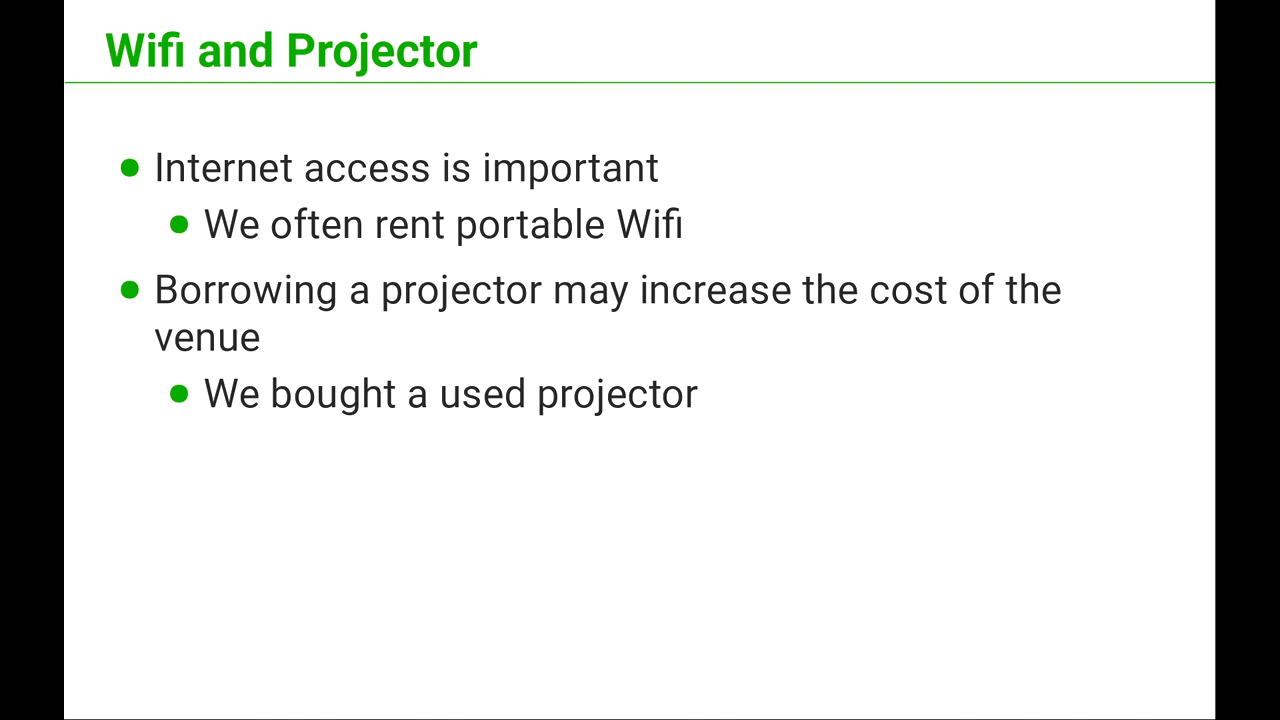 Wifi and Projector
Internet access is important
We often rent portable Wifi
Borrowing a projector may increase the cost of the
venue
We bought a used projector